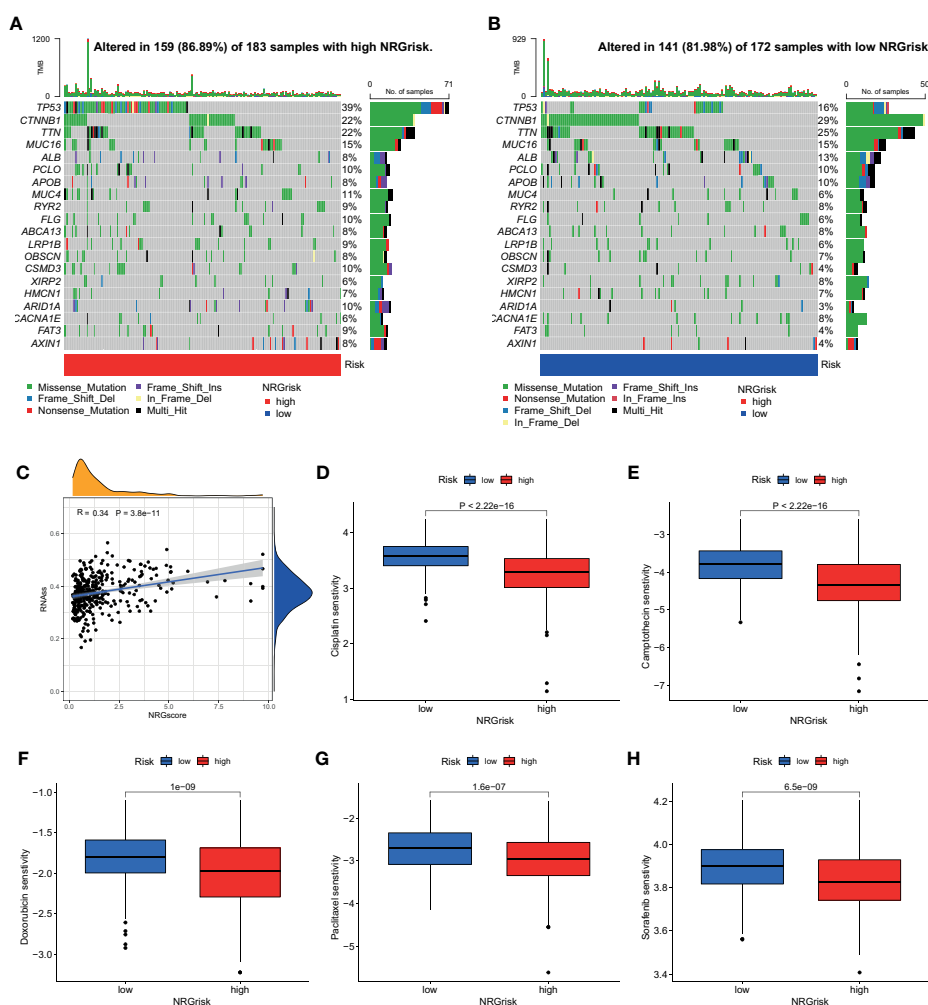 A
Altered in 159 (86.89%) of 183 samples with high NRGrisk.
1200
0
TMB
0 71
No. of samples
TP53 39%
CTNNB1 22%
TTN 22%
MUC16 15%
ALB 8%
PCLO 10%
APOB 8%
MUC4 11%
RYR2 9%
FLG 10%
ABCA13 8%
LRP1B 9%
OBSCN 8%
CSMD3 10%
XIRP2 6%
HMCN1 7%
ARID1A 10%
CACNA1E 6%
FAT3 9%
AXIN1 8%
Risk
Missense_Mutation Frame_Shift_Ins NRGrisk
Frame_Shift_Del In_Frame_Del high
Nonsense_Mutation Multi_Hit low
B
Altered in 141 (81.98%) of 172 samples with low NRGrisk
929
0
TMB
0 50
No. of samples
TP53 16%
CTNNB1 29%
TTN 25%
MUC16 15%
ALB 13%
PCLO 10%
APOB 10%
MUC4 6%
RYR2 8%
FLG 6%
ABCA13 8%
LRP1B 6%
OBSCN 7%
CSMD3 4%
XIRP2 8%
HMCN1 7%
ARID1A 3%
CACNA1E 8%
FAT3 4%
AXIN1 4%
Risk
Missense_Mutation Frame_Shift_Ins NRGrisk
Nonsense_Mutation In_Frame_Ins high
Frame_Shift_Del Multi_Hit low
In_Frame_Del
C
R = 0.34 P = 3.8e−11
0.6
0.4
0.2
0.0
RNAss
0.0 2.5 5.0 7.5 10.0
NRGscore
D
Risk low high
P < 2.22e−16
3
1
Cisplatin senstivity
low high
NRGrisk
E
Risk low high
P < 2.22e−16
−3
−4
−5
−6
−7
Camptothecin senstivity
low high
NRGrisk
F
Risk low high
1e−09
−1.0
−1.5
−2.0
−2.5
−3.0
Doxorubicin senstivity
low high
NRGrisk
G
Risk low high
1.6e−07
−2
−3
−4
−5
Paclitaxel senstivity
low high
NRGrisk
H
Risk low high
6.5e−09
4.2
4.0
3.8
3.6
3.4
Sorafenib senstivity
low high
NRGrisk